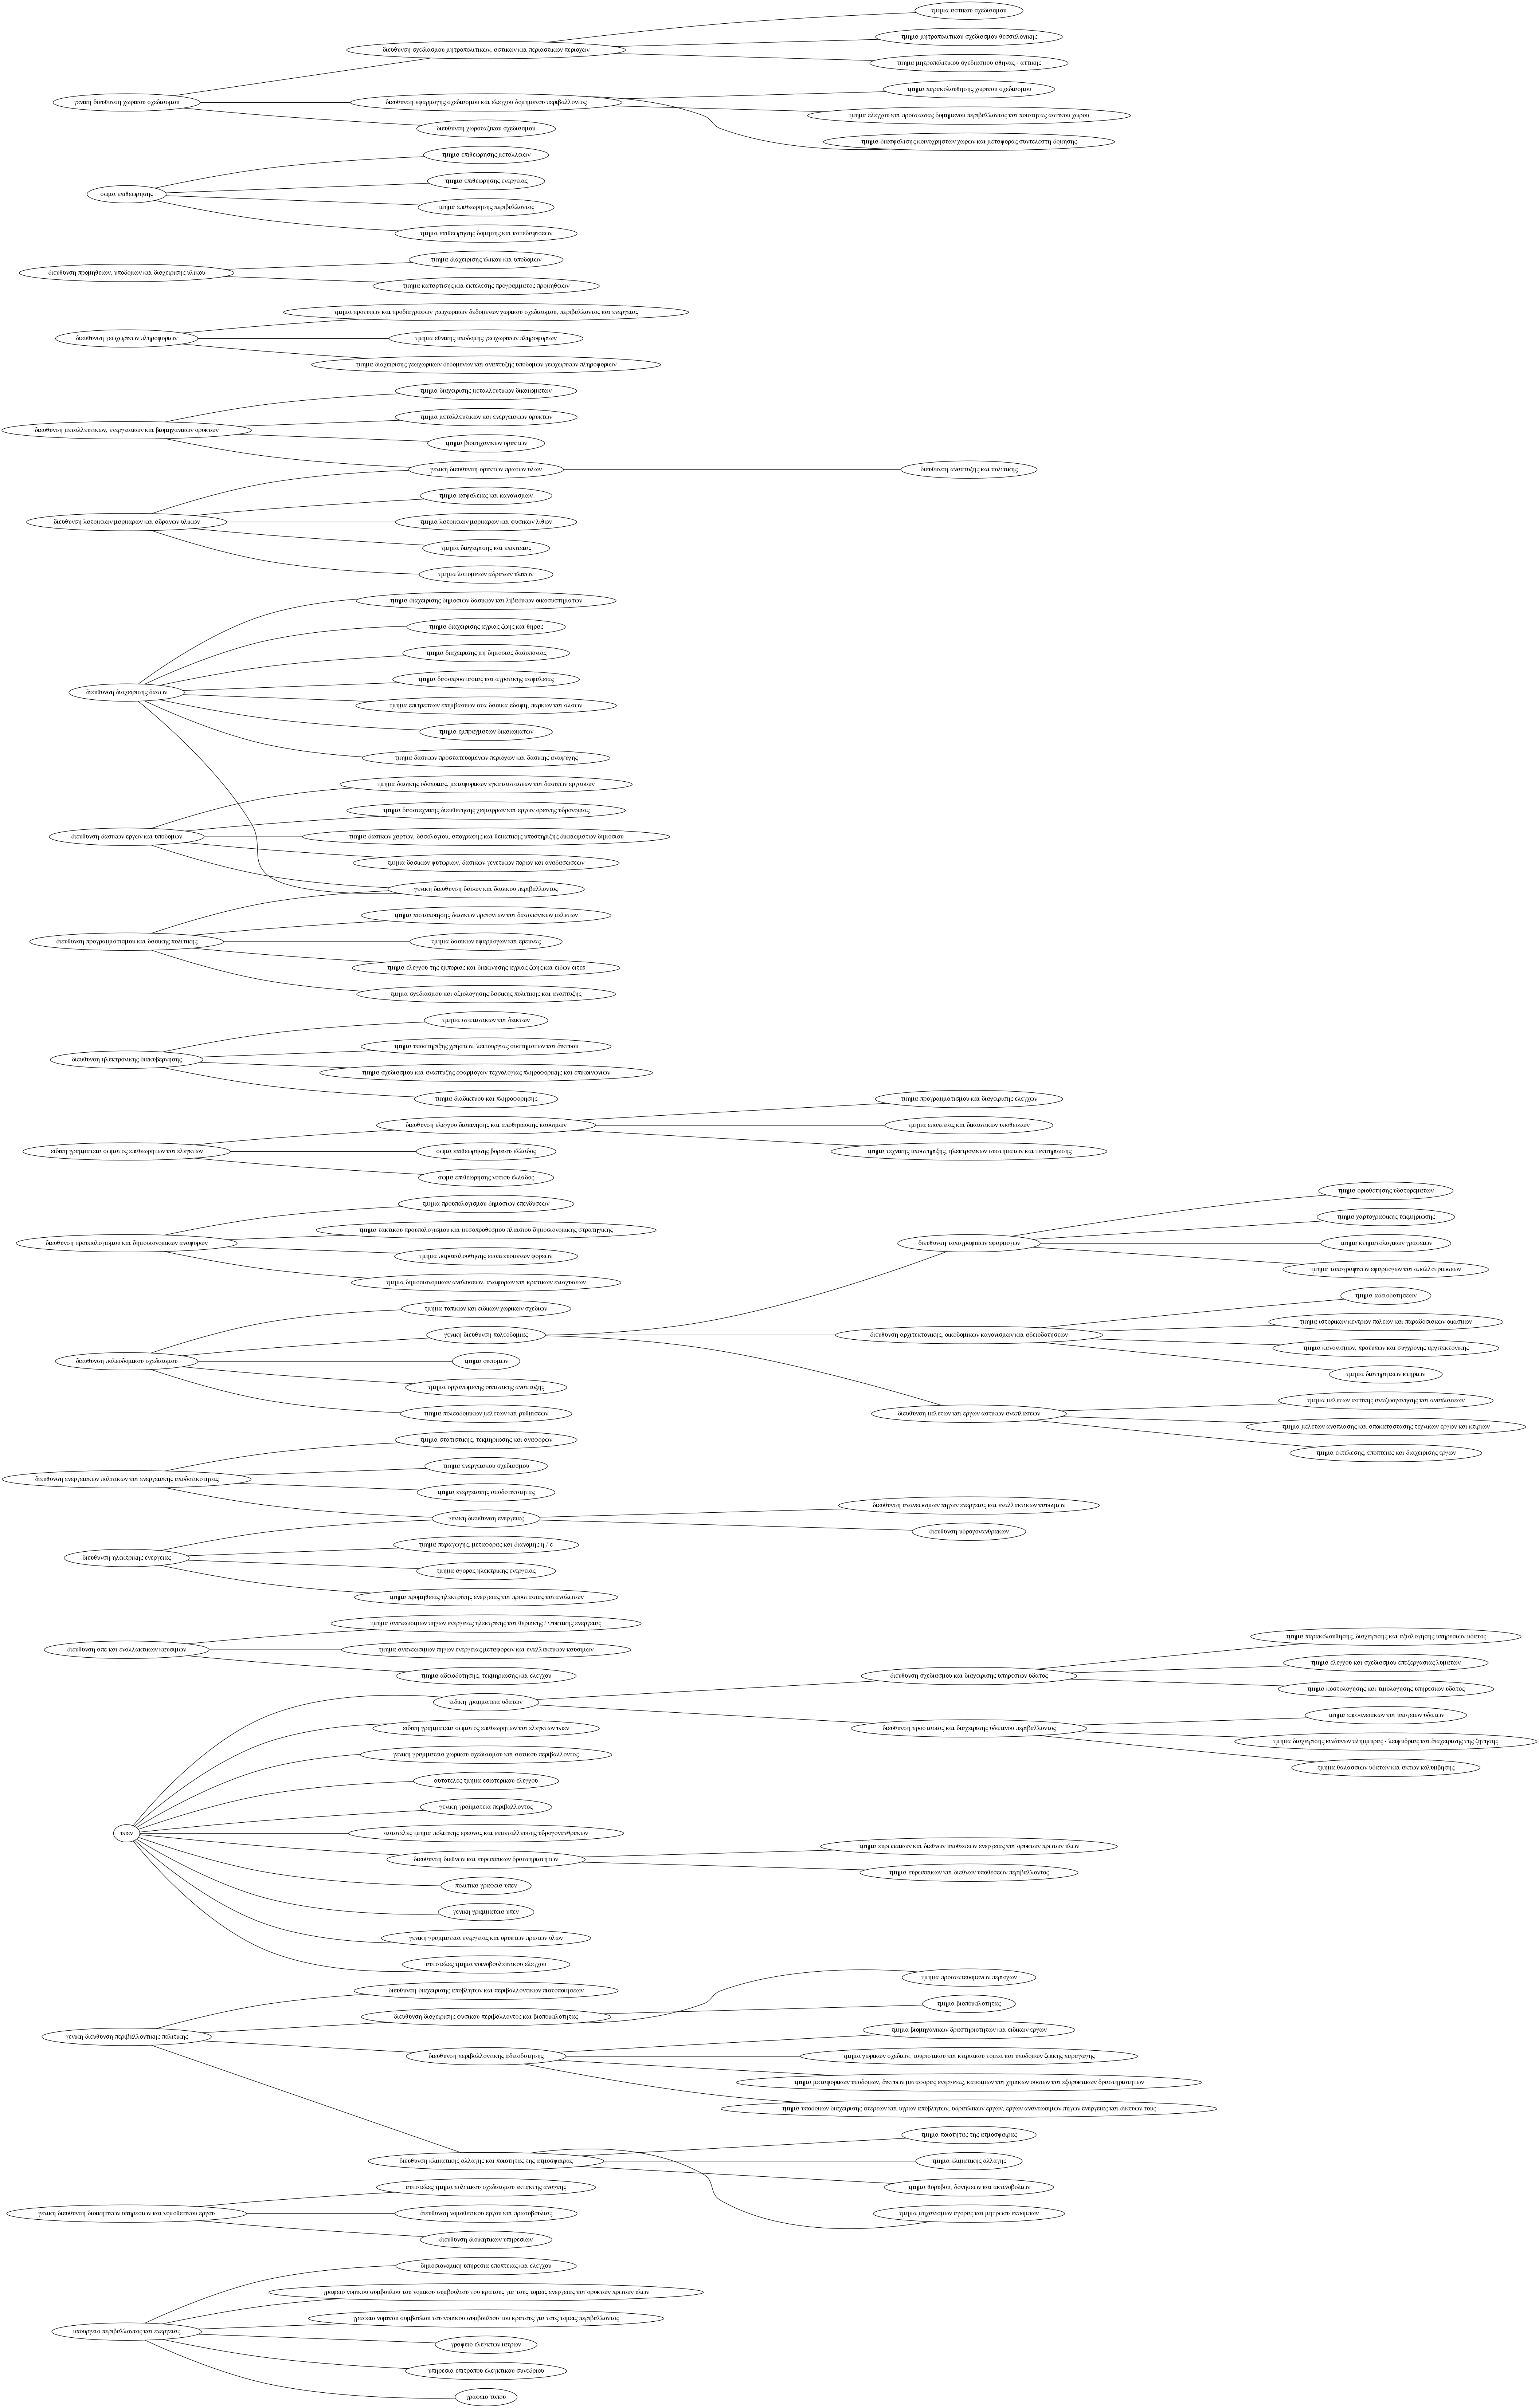 τμημα αστικου σχεδιασμου
διευθυνση σχεδιασμου μητροπολιτικων, αστικων και περιαστικων περιοχων
τμημα μητροπολιτικου σχεδιασμου θεσσαλονικης
τμημα μητροπολιτικου σχεδιασμου αθηνας - αττικης
τμημα παρακολουθησης χωρικου σχεδιασμου
γενικη διευθυνση χωρικου σχεδιασμου
διευθυνση εφαρμογης σχεδιασμου και ελεγχου δομημενου περιβαλλοντος
τμημα ελεγχου και προστασιας δομημενου περιβαλλοντος και ποιοτητας αστικου χωρου
διευθυνση χωροταξικου σχεδιασμου
τμημα διασφαλισης κοινοχρηστων χωρων και μεταφορας συντελεστη δομησης
τμημα επιθεωρησης μεταλλειων
τμημα επιθεωρησης ενεργειας
σωμα επιθεωρησης
τμημα επιθεωρησης περιβαλλοντος
τμημα επιθεωρησης δομησης και κατεδαφισεων
τμημα διαχειρισης υλικου και υποδομων
διευθυνση προμηθειων, υποδομων και διαχειρισης υλικου
τμημα καταρτισης και εκτελεσης προγραμματος προμηθειων
τμημα προτυπων και προδιαγραφων γεωχωρικων δεδομενων χωρικου σχεδιασμου, περιβαλλοντος και ενεργειας
διευθυνση γεωχωρικων πληροφοριων
τμημα εθνικης υποδομης γεωχωρικων πληροφοριων
τμημα διαχειρισης γεωχωρικων δεδομενων και αναπτυξης υποδομων γεωχωρικων πληροφοριων
τμημα διαχειρισης μεταλλευτικων δικαιωματων
τμημα μεταλλευτικων και ενεργειακων ορυκτων
διευθυνση μεταλλευτικων, ενεργειακων και βιομηχανικων ορυκτων
τμημα βιομηχανικων ορυκτων
γενικη διευθυνση ορυκτων πρωτων υλων
διευθυνση αναπτυξης και πολιτικης
τμημα ασφαλειας και κανονισμων
διευθυνση λατομειων μαρμαρων και αδρανων υλικων
τμημα λατομειων μαρμαρων και φυσικων λιθων
τμημα διαχειρισης και εποπτειας
τμημα λατομειων αδρανων υλικων
τμημα διαχειρισης δημοσιων δασικων και λιβαδικων οικοσυστηματων
τμημα διαχειρισης αγριας ζωης και θηρας
τμημα διαχειρισης μη δημοσιας δασοπονιας
τμημα δασοπροστασιας και αγροτικης ασφαλειας
διευθυνση διαχειρισης δασων
τμημα επιτρεπτων επεμβασεων στα δασικα εδαφη, παρκων και αλσων
τμημα εμπραγματων δικαιωματων
τμημα δασικων προστατευομενων περιοχων και δασικης αναψυχης
τμημα δασικης οδοποιιας, μεταφορικων εγκαταστασεων και δασικων εργασιων
τμημα δασοτεχνικης διευθετησης χειμαρρων και εργων ορεινης υδρονομιας
διευθυνση δασικων εργων και υποδομων
τμημα δασικων χαρτων, δασολογιου, απογραφης και θεματικης υποστηριξης δικαιωματων δημοσιου
τμημα δασικων φυτωριων, δασικων γενετικων πορων και αναδασωσεων
γενικη διευθυνση δασων και δασικου περιβαλλοντος
τμημα πιστοποιησης δασικων προιοντων και δασοπονικων μελετων
διευθυνση προγραμματισμου και δασικης πολιτικης
τμημα δασικων εφαρμογων και ερευνας
τμημα ελεγχου της εμποριας και διακινησης αγριας ζωης και ειδων σιτεs
τμημα σχεδιασμου και αξιολογησης δασικης πολιτικης και αναπτυξης
τμημα στατιστικων και δεικτων
τμημα υποστηριξης χρηστων, λειτουργιας συστηματων και δικτυου
διευθυνση ηλεκτρονικης διακυβερνησης
τμημα σχεδιασμου και αναπτυξης εφαρμογων τεχνολογιας πληροφορικης και επικοινωνιων
τμημα διαδικτυου και πληροφορησης
τμημα προγραμματισμου και διαχειρισης ελεγχων
διευθυνση ελεγχου διακινησης και αποθηκευσης καυσιμων
τμημα εποπτειας και δικαστικων υποθεσεων
ειδικη γραμματεια σωματος επιθεωρητων και ελεγκτων
σωμα επιθεωρησης βορειου ελλαδος
τμημα τεχνικης υποστηριξης, ηλεκτρονικων συστηματων και τεκμηριωσης
σωμα επιθεωρησης νοτιου ελλαδος
τμημα οριοθετησης υδατορεματων
τμημα προυπολογισμου δημοσιων επενδυσεων
τμημα χαρτογραφικης τεκμηριωσης
τμημα τακτικου προυπολογισμου και μεσοπροθεσμου πλαισιου δημοσιονομικης στρατηγικης
διευθυνση προυπολογισμου και δημοσιονομικων αναφορων
διευθυνση τοπογραφικων εφαρμογων
τμημα κτηματολογικων γραφειων
τμημα παρακολουθησης εποπτευομενων φορεων
τμημα τοπογραφικων εφαρμογων και απαλλοτριωσεων
τμημα δημοσιονομικων αναλυσεων, αναφορων και κρατικων ενισχυσεων
τμημα αδειοδοτησεων
τμημα τοπικων και ειδικων χωρικων σχεδιων
τμημα ιστορικων κεντρων πολεων και παραδοσιακων οικισμων
γενικη διευθυνση πολεοδομιας
διευθυνση αρχιτεκτονικης, οικοδομικων κανονισμων και αδειοδοτησεων
τμημα κανονισμων, προτυπων και συγχρονης αρχιτεκτονικης
διευθυνση πολεοδομικου σχεδιασμου
τμημα οικισμων
τμημα διατηρητεων κτηριων
τμημα οργανωμενης οικιστικης αναπτυξης
τμημα μελετων αστικης αναζωογονησης και αναπλασεων
τμημα πολεοδομικων μελετων και ρυθμισεων
διευθυνση μελετων και εργων αστικων αναπλασεων
τμημα μελετων αναπλασης και αποκαταστασης τεχνικων εργων και κτιριων
τμημα στατιστικης, τεκμηριωσης και αναφορων
τμημα εκτελεσης, εποπτειας και διαχειρισης εργων
τμημα ενεργειακου σχεδιασμου
διευθυνση ενεργειακων πολιτικων και ενεργειακης αποδοτικοτητας
τμημα ενεργειακης αποδοτικοτητας
διευθυνση ανανεωσιμων πηγων ενεργειας και εναλλακτικων καυσιμων
γενικη διευθυνση ενεργειας
διευθυνση υδρογονανθρακων
τμημα παραγωγης, μεταφορας και διανομης η / ε
διευθυνση ηλεκτρικης ενεργειας
τμημα αγορας ηλεκτρικης ενεργειας
τμημα προμηθειας ηλεκτρικης ενεργειας και προστασιας καταναλωτων
τμημα ανανεωσιμων πηγων ενεργειας ηλεκτρικης και θερμικης / ψυκτικης ενεργειας
τμημα παρακολουθησης, διαχειρισης και αξιολογησης υπηρεσιων υδατος
διευθυνση απε και εναλλακτικων καυσιμων
τμημα ανανεωσιμων πηγων ενεργειας μεταφορων και εναλλακτικων καυσιμων
τμημα ελεγχου και σχεδιασμου επεξεργασιας λυματων
τμημα αδειοδοτησης, τεκμηριωσης και ελεγχου
διευθυνση σχεδιασμου και διαχειρισης υπηρεσιων υδατος
τμημα κοστολογησης και τιμολογησης υπηρεσιων υδατος
ειδικη γραμματεια υδατων
τμημα επιφανειακων και υπογειων υδατων
ειδικη γραμματεια σωματος επιθεωρητων και ελεγκτων υπεν
διευθυνση προστασιας και διαχειρισης υδατινου περιβαλλοντος
τμημα διαχειρισης κινδυνων πλημμυρας - λειψυδριας και διαχειρισης της ζητησης
γενικη γραμματεια χωρικου σχεδιασμου και αστικου περιβαλλοντος
τμημα θαλασσιων υδατων και ακτων κολυμβησης
αυτοτελες τμημα εσωτερικου ελεγχου
γενικη γραμματεια περιβαλλοντος
υπεν
αυτοτελες τμημα πολιτικης ερευνας και εκμεταλλευσης υδρογονανθρακων
τμημα ευρωπαικων και διεθνων υποθεσεων ενεργειας και ορυκτων πρωτων υλων
διευθυνση διεθνων και ευρωπαικων δραστηριοτητων
τμημα ευρωπαικων και διεθνων υποθεσεων περιβαλλοντος
πολιτικα γραφεια υπεν
γενικη γραμματεια υπεν
γενικη γραμματεια ενεργειας και ορυκτων πρωτων υλων
αυτοτελες τμημα κοινοβουλευτικου ελεγχου
τμημα προστατευομενων περιοχων
διευθυνση διαχειρισης αποβλητων και περιβαλλοντικων πιστοποιησεων
τμημα βιοποικιλοτητας
διευθυνση διαχειρισης φυσικου περιβαλλοντος και βιοποικιλοτητας
τμημα βιομηχανικων δραστηριοτητων και ειδικων εργων
γενικη διευθυνση περιβαλλοντικης πολιτικης
διευθυνση περιβαλλοντικης αδειοδοτησης
τμημα χωρικων σχεδιων, τουριστικου και κτιριακου τομεα και υποδομων ζωικης παραγωγης
τμημα μεταφορικων υποδομων, δικτυων μεταφορας ενεργειας, καυσιμων και χημικων ουσιων και εξορυκτικων δραστηριοτητων
τμημα υποδομων διαχειρισης στερεων και υγρων αποβλητων, υδραυλικων εργων, εργων ανανεωσιμων πηγων ενεργειας και δικτυων τους
τμημα ποιοτητας της ατμοσφαιρας
διευθυνση κλιματικης αλλαγης και ποιοτητας της ατμοσφαιρας
τμημα κλιματικης αλλαγης
τμημα θορυβου, δονησεων και ακτινοβολιων
αυτοτελες τμημα πολιτικου σχεδιασμου εκτακτης αναγκης
τμημα μηχανισμων αγορας και μητρωου εκπομπων
γενικη διευθυνση διοικητικων υπηρεσιων και νομοθετικου εργου
διευθυνση νομοθετικου εργου και πρωτοβουλιας
διευθυνση διοικητικων υπηρεσιων
δημοσιονομικη υπηρεσια εποπτειας και ελεγχου
γραφειο νομικου συμβουλου του νομικου συμβουλιου του κρατους για τους τομεις ενεργειας και ορυκτων πρωτων υλων
γραφειο νομικου συμβουλου του νομικου συμβουλιου του κρατους για τους τομεις περιβαλλοντος
υπουργειο περιβαλλοντος και ενεργειας
γραφειο ελεγκτων ιατρων
υπηρεσια επιτροπου ελεγκτικου συνεδριου
γραφειο τυπου